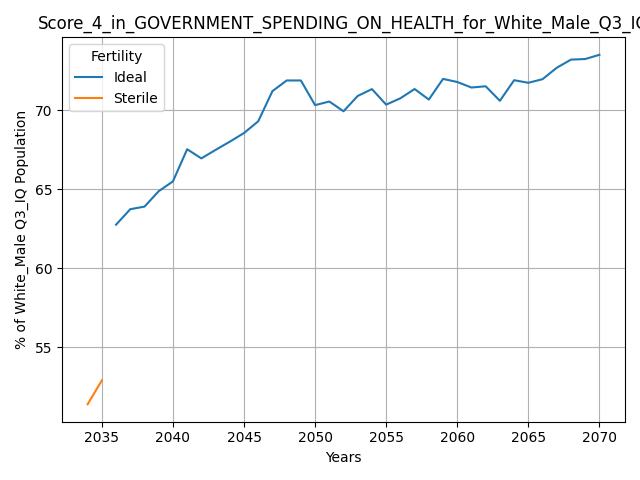 Score_4_in_GOVERNMENT_SPENDING_ON_HEALTH_for_White_Male_Q3_IQ
Fertility
Ideal
Sterile
% of White_Male Q3_IQ Population
70
65
60
55
2035 2040 2045 2050 2055 2060 2065 2070
Years